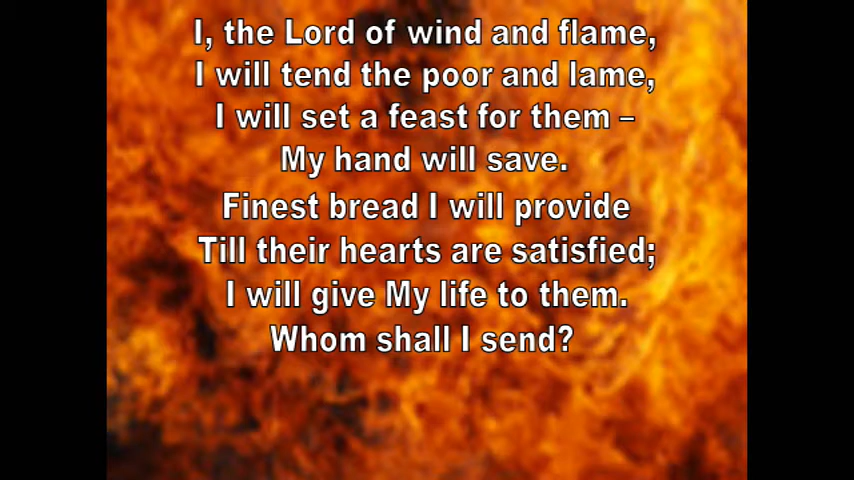 I, the Lord of wind and flame,
I will tend the poor and lame,
I will set a feast for them –
My hand will save.
Finest bread I will provide
Till their hearts are satisfied;
I will give My life to them.
Whom shall I send?